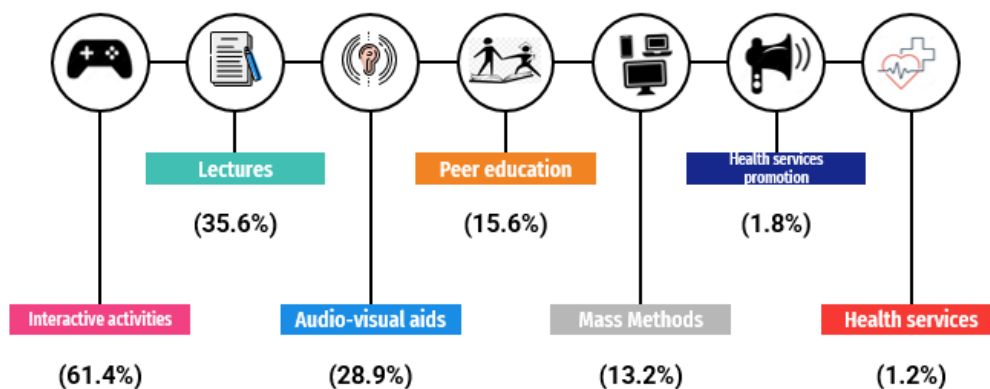 Lectures
(35.6%)
Peer education
(15.6%)
Health services
promotion
(1.8%)
Interactive activities
(61.4%)
Audio-visual aids
(28.9%)
Mass Methods
(13.2%)
Health services
(1.2%)